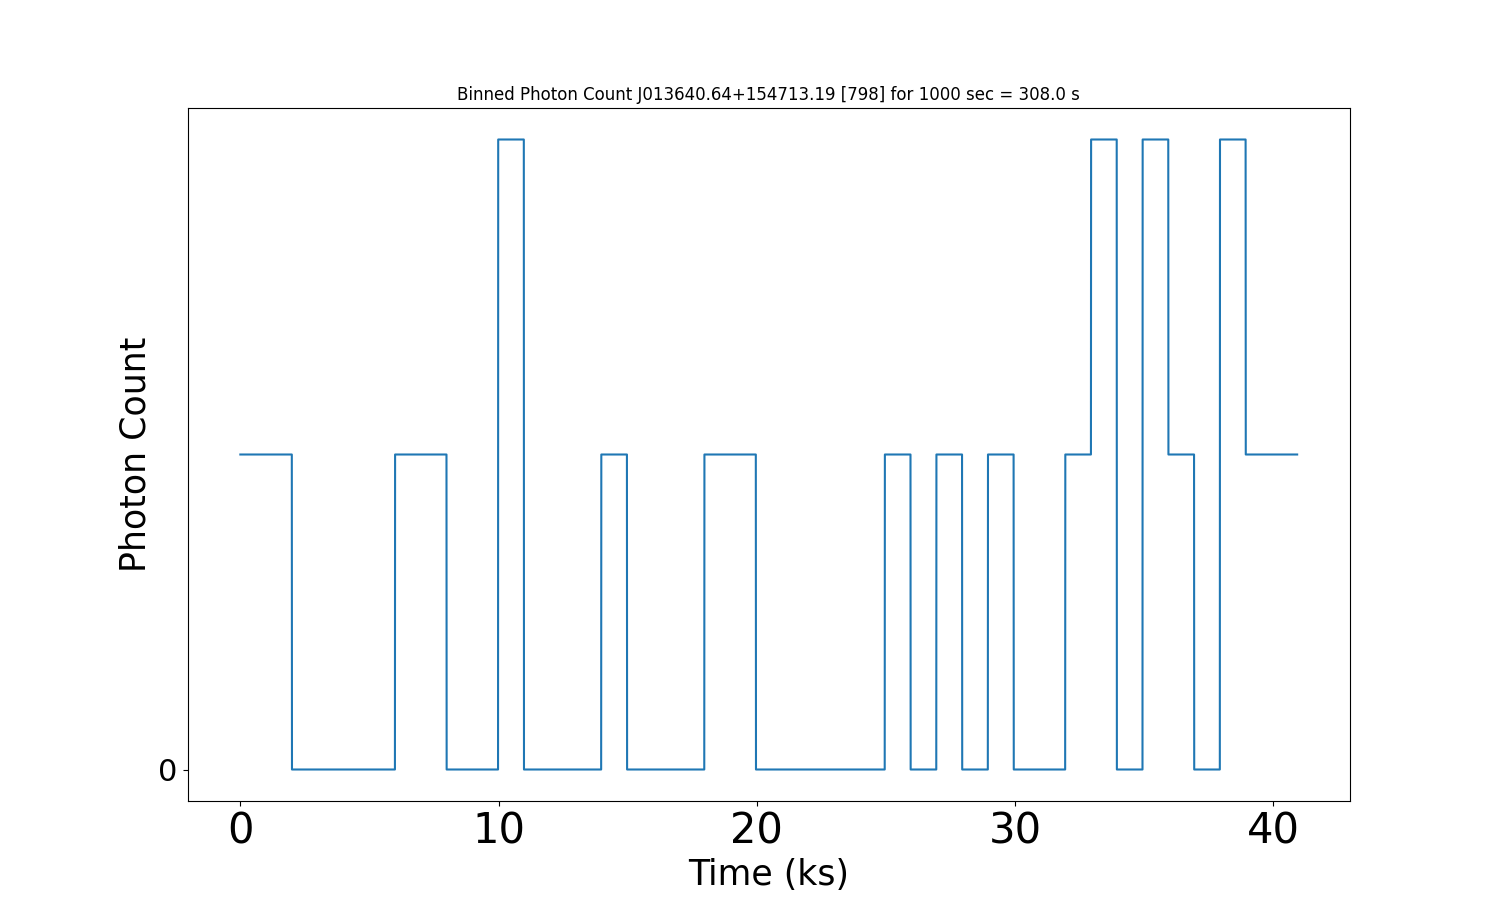 Binned Photon Count J013640.64+154713.19 [798] for 1000 sec = 308.0 s
Photon Count
0
0 10 20 30 40
Time (ks)